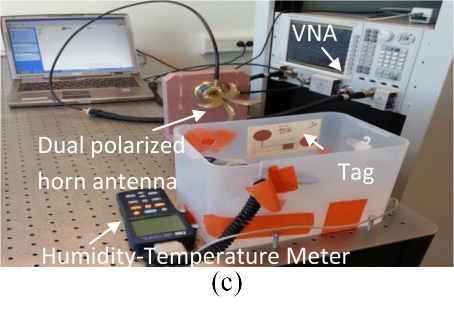 VNA
Dual polarized
horn antenna
Tag
Humidity-Temperature Meter
(c)